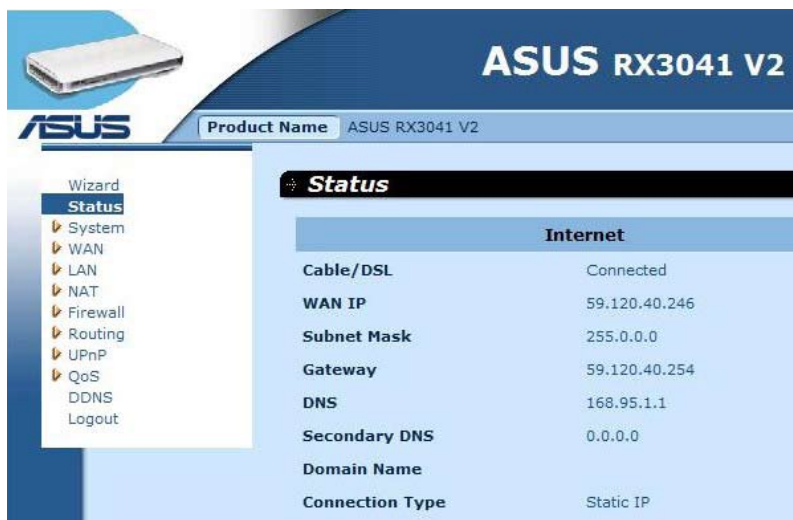 ASUS RX3041 V2
ASUS
Product Name ASUS RX3041 V2
Wizard
Status
System
WAN
LAN
NAT
Firewall
Routing
UPnP
QoS
DDNS
Logout
Status
Internet
Cable/DSL Connected
WAN IP 59.120.40.246
Subnet Mask 255.0.0.0
Gateway 59.120.40.254
DNS 168.95.1.1
Secondary DNS 0.0.0.0
Domain Name
Connection Type Static IP